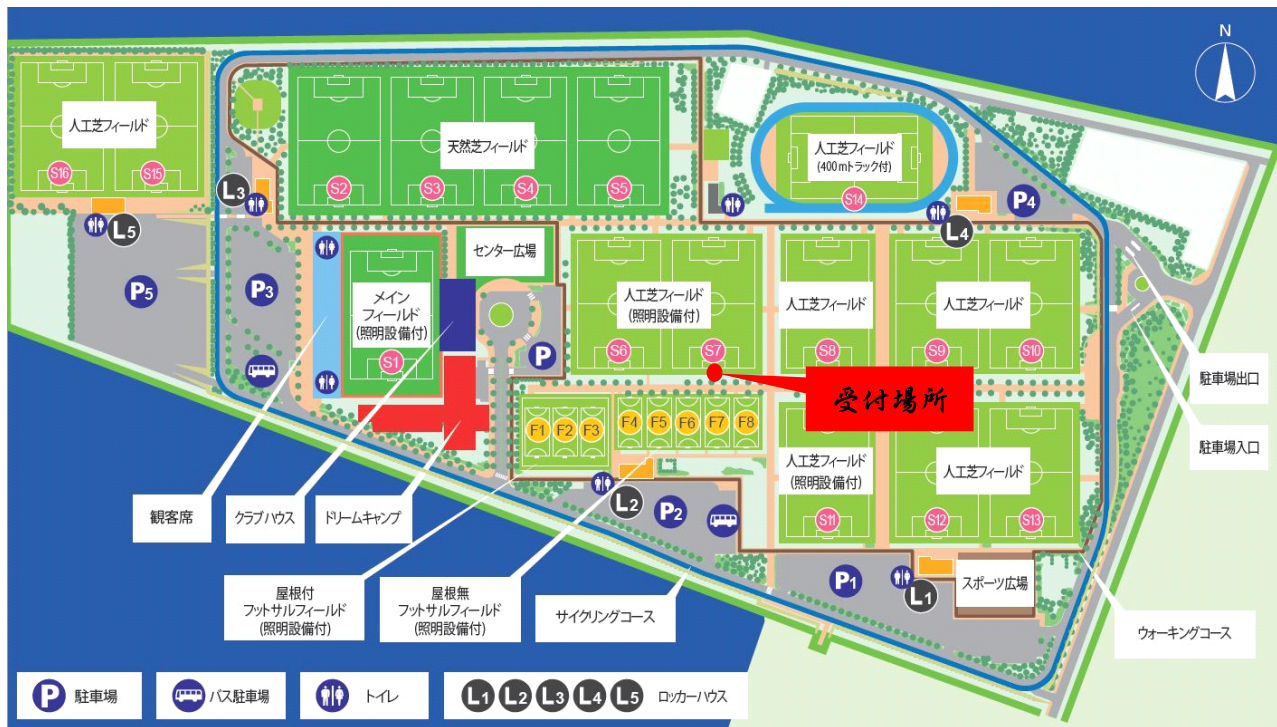 N
人工芝フィールド
S16
S15
天然芝フィールド
S2
S3
S4
S5
人工芝フィールド
(400mトラック付)
S14
L3
L5
L4
P4
P5
P3
メイン
フィールド
(照明設備付)
S1
センター広場
P
人工芝フィールド
(照明設備付)
S6
S7
人工芝フィールド
S8
人工芝フィールド
S9
S10
受付場所
駐車場出口
駐車場入口
F1
F2
F3
F4
F5
F6
F7
F8
人工芝フィールド
(照明設備付)
S11
人工芝フィールド
S12
S13
L2
P2
P1
L1
スポーツ広場
観客席
クラブハウス
ドリームキャンプ
屋根付
フットサルフィールド
(照明設備付)
屋根無
フットサルフィールド
(照明設備付)
サイクリングコース
ウォーキングコース
P 駐車場
バス駐車場
トイレ
L1 L2 L3 L4 L5 ロッカーハウス